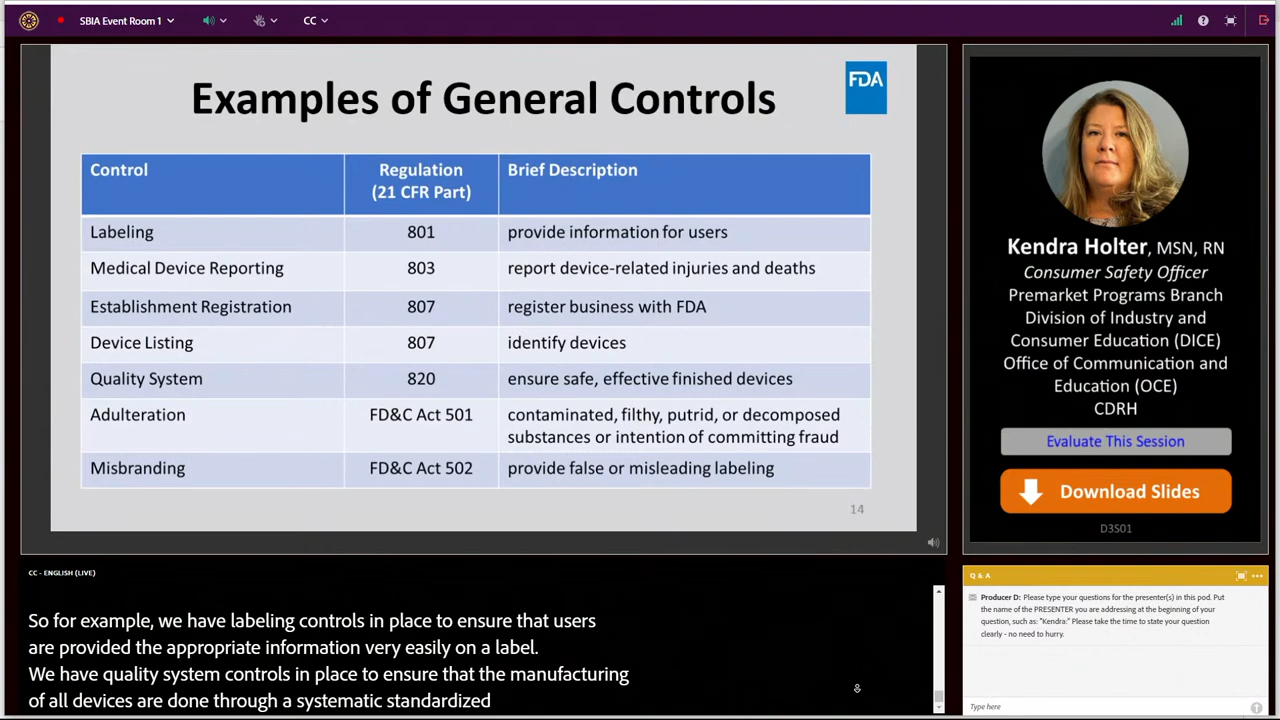 SBIA Event Room 1
CC
FDA
Examples of General Controls
Control
Regulation
(21 CFR Part)
Brief Description
Labeling
801
provide information for users
Medical Device Reporting
803
report device-related injuries and deaths
Establishment Registration
807
register business with FDA
Device Listing
807
identify devices
Quality System
820
ensure safe, effective finished devices
Adulteration
FD&C Act 501
contaminated, filthy, putrid, or decomposed
substances or intention of committing fraud
Misbranding
FD&C Act 502
provide false or misleading labeling
14
Kendra Holter, MSN, RN
Consumer Safety Officer
Premarket Programs Branch
Division of Industry and
Consumer Education (DICE)
Office of Communication and
Education (OCE)
CDRH
Evaluate This Session
Download Slides
D3S01
CC - ENGLISH (LIVE)
So for example, we have labeling controls in place to ensure that users
are provided the appropriate information very easily on a label.
We have quality system controls in place to ensure that the manufacturing
of all devices are done through a systematic standardized
Q & A
Producer D: Please type your questions for the presenter(s) in this pod. Put
the name of the PRESENTER you are addressing at the beginning of your
question, such as: "Kendra:" Please take the time to state your question
clearly - no need to hurry.
Type here